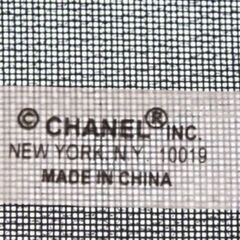 © CHANEL® INC.
NEW YORK. N.Y. 10019
MADE IN CHINA